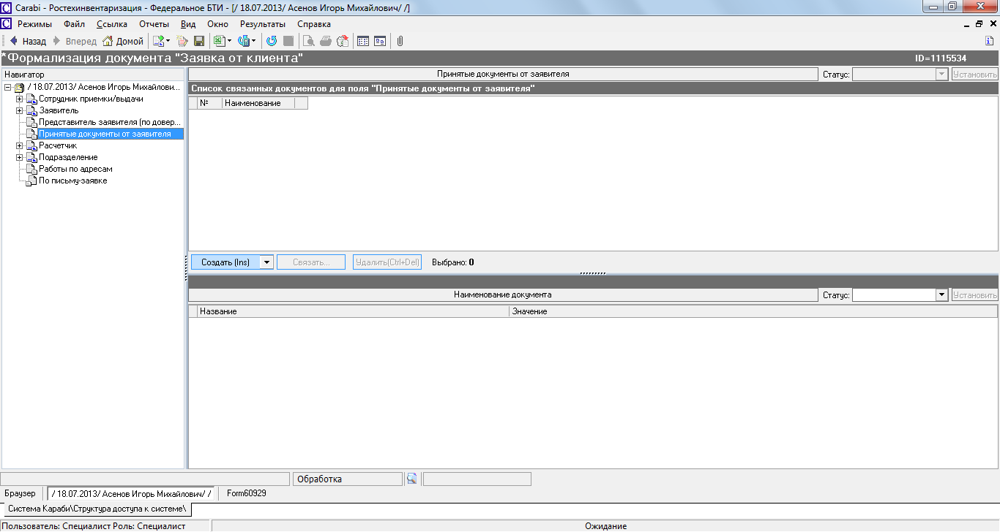 Carabi - Ростехинвентаризация - Федеральное БТИ - [/ 18.07.2013/ Асенов Игорь Михайлович/ /]
Режимы Файл Ссылка Отчеты Вид Окно Результаты Справка
Назад Вперед Домой
*Формализация документа "Заявка от клиента" ID=1115534
Навигатор
/ 18.07.2013/ Асенов Игорь Михайлови...
Сотрудник приемки/выдачи
Заявитель
Представитель заявителя (по довер...
Принятые документы от заявителя
Расчетчик
Подразделение
Работы по адресам
По письму-заявке
Принятые документы от заявителя Статус: Установить
Список связанных документов для поля "Принятые документы от заявителя"
№ Наименование
Создать (Ins) Связать... Удалить(Ctrl+Del) Выбрано: 0
Наименование документа Статус: Установить
Название Значение
Обработка
Браузер / 18.07.2013/ Асенов Игорь Михайлович/ / Form60929
Система Караби\Структура доступа к системе\
Пользователь: Специалист Роль: Специалист Ожидание